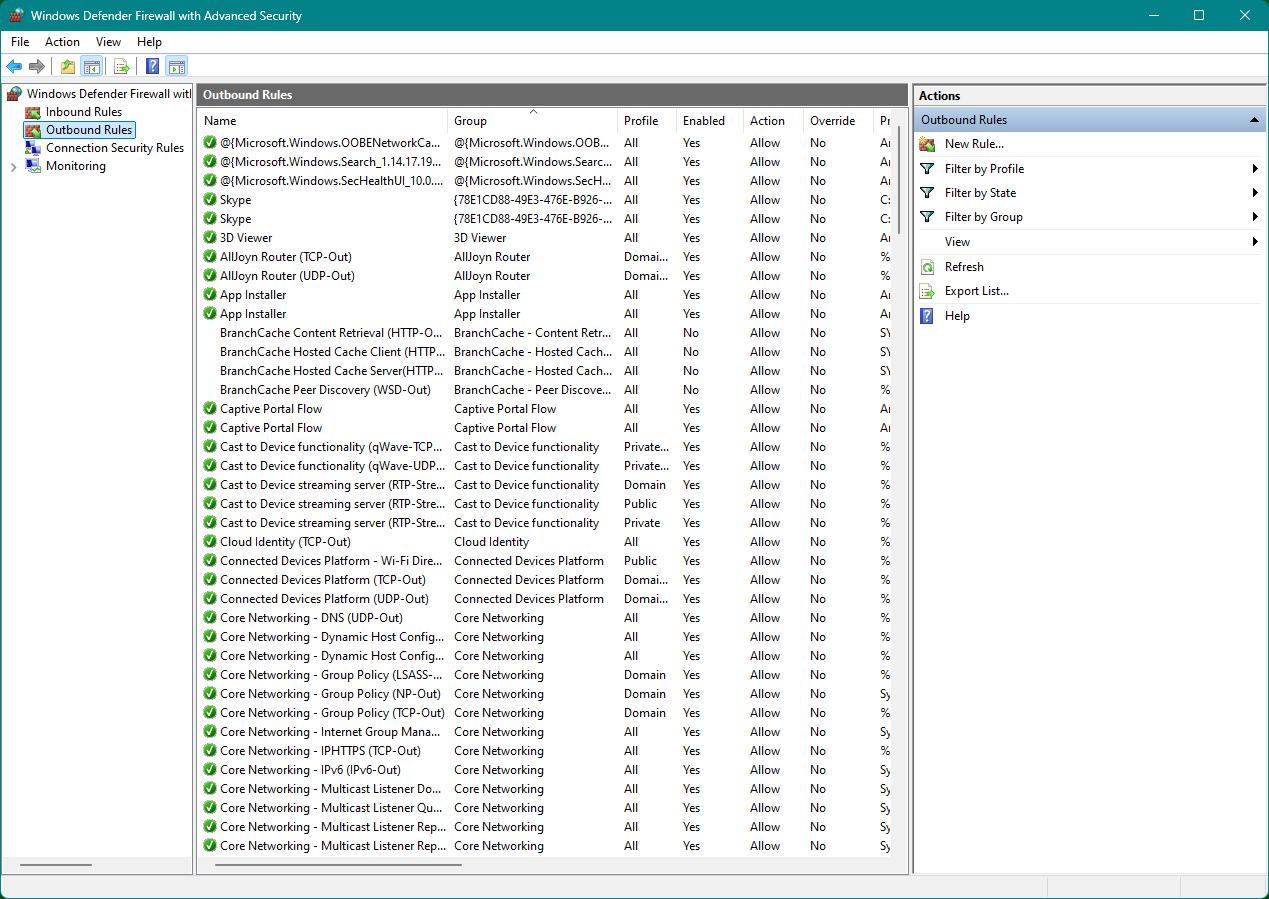 Windows Defender Firewall with Advanced Security
File Action View Help
Windows Defender Firewall wit
Inbound Rules
Outbound Rules
Connection Security Rules
Monitoring
Outbound Rules
Name Group Profile Enabled Action Override Pr
@{Microsoft.Windows.OOBENetworkCa... @{Microsoft.Windows.OOB... All Yes Allow No Ar
@{Microsoft.Windows.Search_1.14.17.19... @{Microsoft.Windows.Searc... All Yes Allow No Ar
@{Microsoft.Windows.SecHealthUI_10.0.... @{Microsoft.Windows.SecH... All Yes Allow No Ar
Skype {78E1CD88-49E3-476E-B926-... All Yes Allow No C:
Skype {78E1CD88-49E3-476E-B926-... All Yes Allow No C:
3D Viewer 3D Viewer All Yes Allow No Ar
AllJoyn Router (TCP-Out) AllJoyn Router Domai... Yes Allow No %
AllJoyn Router (UDP-Out) AllJoyn Router Domai... Yes Allow No %
App Installer App Installer All Yes Allow No Ar
App Installer App Installer All Yes Allow No Ar
BranchCache Content Retrieval (HTTP-O... BranchCache - Content Retr... All No Allow No SY
BranchCache Hosted Cache Client (HTTP... BranchCache - Hosted Cach... All No Allow No SY
BranchCache Hosted Cache Server(HTTP... BranchCache - Hosted Cach... All No Allow No SY
BranchCache Peer Discovery (WSD-Out) BranchCache - Peer Discove... All No Allow No %
Captive Portal Flow Captive Portal Flow All Yes Allow No Ar
Captive Portal Flow Captive Portal Flow All Yes Allow No Ar
Cast to Device functionality (qWave-TCP... Cast to Device functionality Private... Yes Allow No %
Cast to Device functionality (qWave-UDP... Cast to Device functionality Private... Yes Allow No %
Cast to Device streaming server (RTP-Stre... Cast to Device functionality Domain Yes Allow No %
Cast to Device streaming server (RTP-Stre... Cast to Device functionality Public Yes Allow No %
Cast to Device streaming server (RTP-Stre... Cast to Device functionality Private Yes Allow No %
Cloud Identity (TCP-Out) Cloud Identity All Yes Allow No %
Connected Devices Platform - Wi-Fi Dire... Connected Devices Platform Public Yes Allow No %
Connected Devices Platform (TCP-Out) Connected Devices Platform Domai... Yes Allow No %
Connected Devices Platform (UDP-Out) Connected Devices Platform Domai... Yes Allow No %
Core Networking - DNS (UDP-Out) Core Networking All Yes Allow No %
Core Networking - Dynamic Host Config... Core Networking All Yes Allow No %
Core Networking - Dynamic Host Config... Core Networking All Yes Allow No %
Core Networking - Group Policy (LSASS-... Core Networking Domain Yes Allow No %
Core Networking - Group Policy (NP-Out) Core Networking Domain Yes Allow No Sy
Core Networking - Group Policy (TCP-Out) Core Networking Domain Yes Allow No %
Core Networking - Internet Group Mana... Core Networking All Yes Allow No Sy
Core Networking - IPHTTPS (TCP-Out) Core Networking All Yes Allow No %
Core Networking - IPv6 (IPv6-Out) Core Networking All Yes Allow No Sy
Core Networking - Multicast Listener Do... Core Networking All Yes Allow No Sy
Core Networking - Multicast Listener Qu... Core Networking All Yes Allow No Sy
Core Networking - Multicast Listener Rep... Core Networking All Yes Allow No Sy
Core Networking - Multicast Listener Rep... Core Networking All Yes Allow No Sy
Actions
Outbound Rules
New Rule...
Filter by Profile
Filter by State
Filter by Group
View
Refresh
Export List...
Help